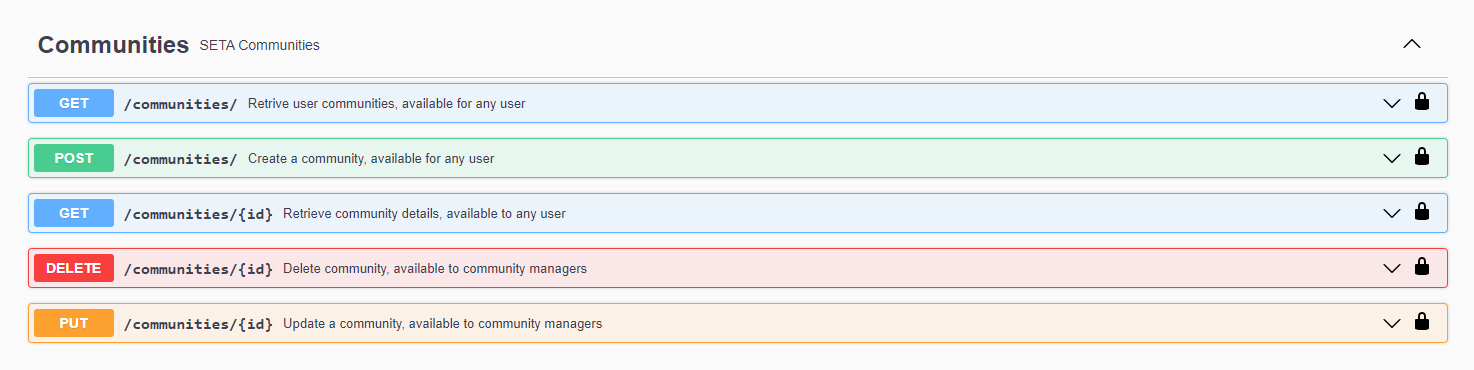 Communities SETA Communities
GET /communities/ Retrive user communities, available for any user
POST /communities/ Create a community, available for any user
GET /communities/{id} Retrieve community details, available to any user
DELETE /communities/{id} Delete community, available to community managers
PUT /communities/{id} Update a community, available to community managers